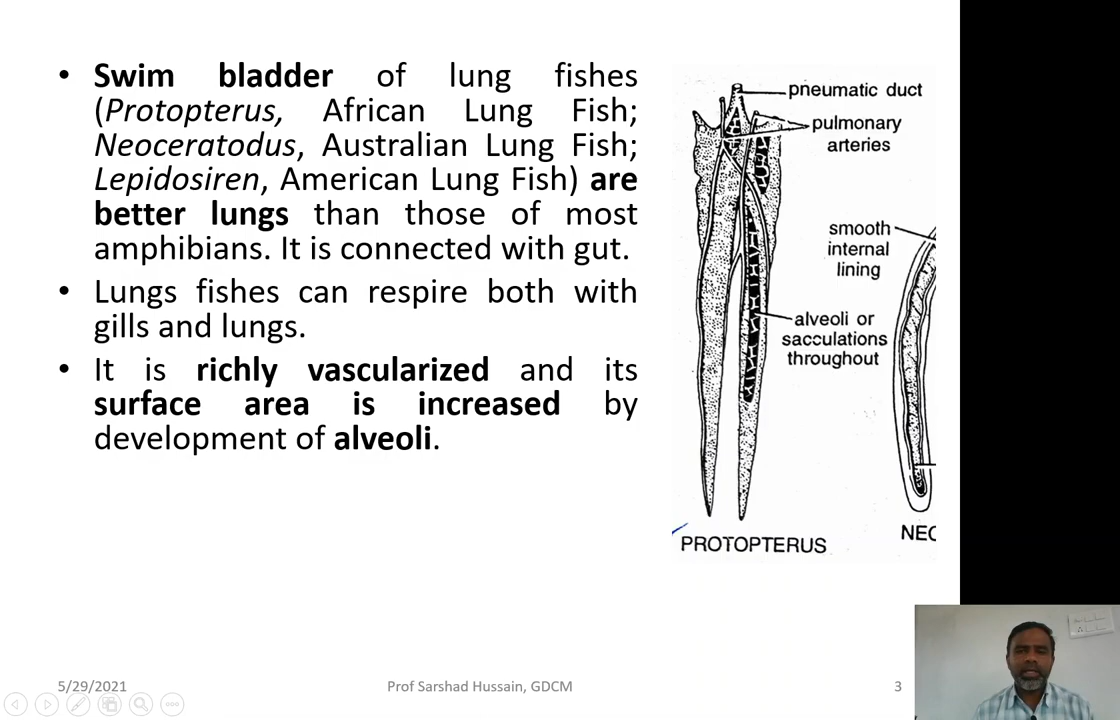 • Swim bladder of lung fishes
(Protopterus, African Lung Fish;
Neoceratodus, Australian Lung Fish;
Lepidosiren, American Lung Fish) are
better lungs than those of most
amphibians. It is connected with gut.
• Lungs fishes can respire both with
gills and lungs.
• It is richly vascularized and its
surface area is increased by
development of alveoli.
pneumatic duct
pulmonary
arteries
smooth
internal
lining
alveoli or
sacculations
throughout
PROTOPTERUS
NEC
5/29/2021
Prof Sarshad Hussain, GDCM
3